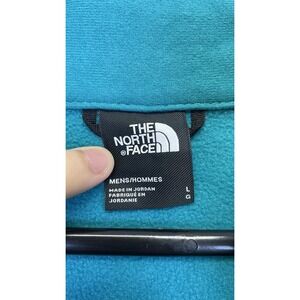 THE
NORTH
®FACE
MENS/HOMMES
MADE IN JORDAN
FABRIQUÉ EN
JORDANIE
L
G